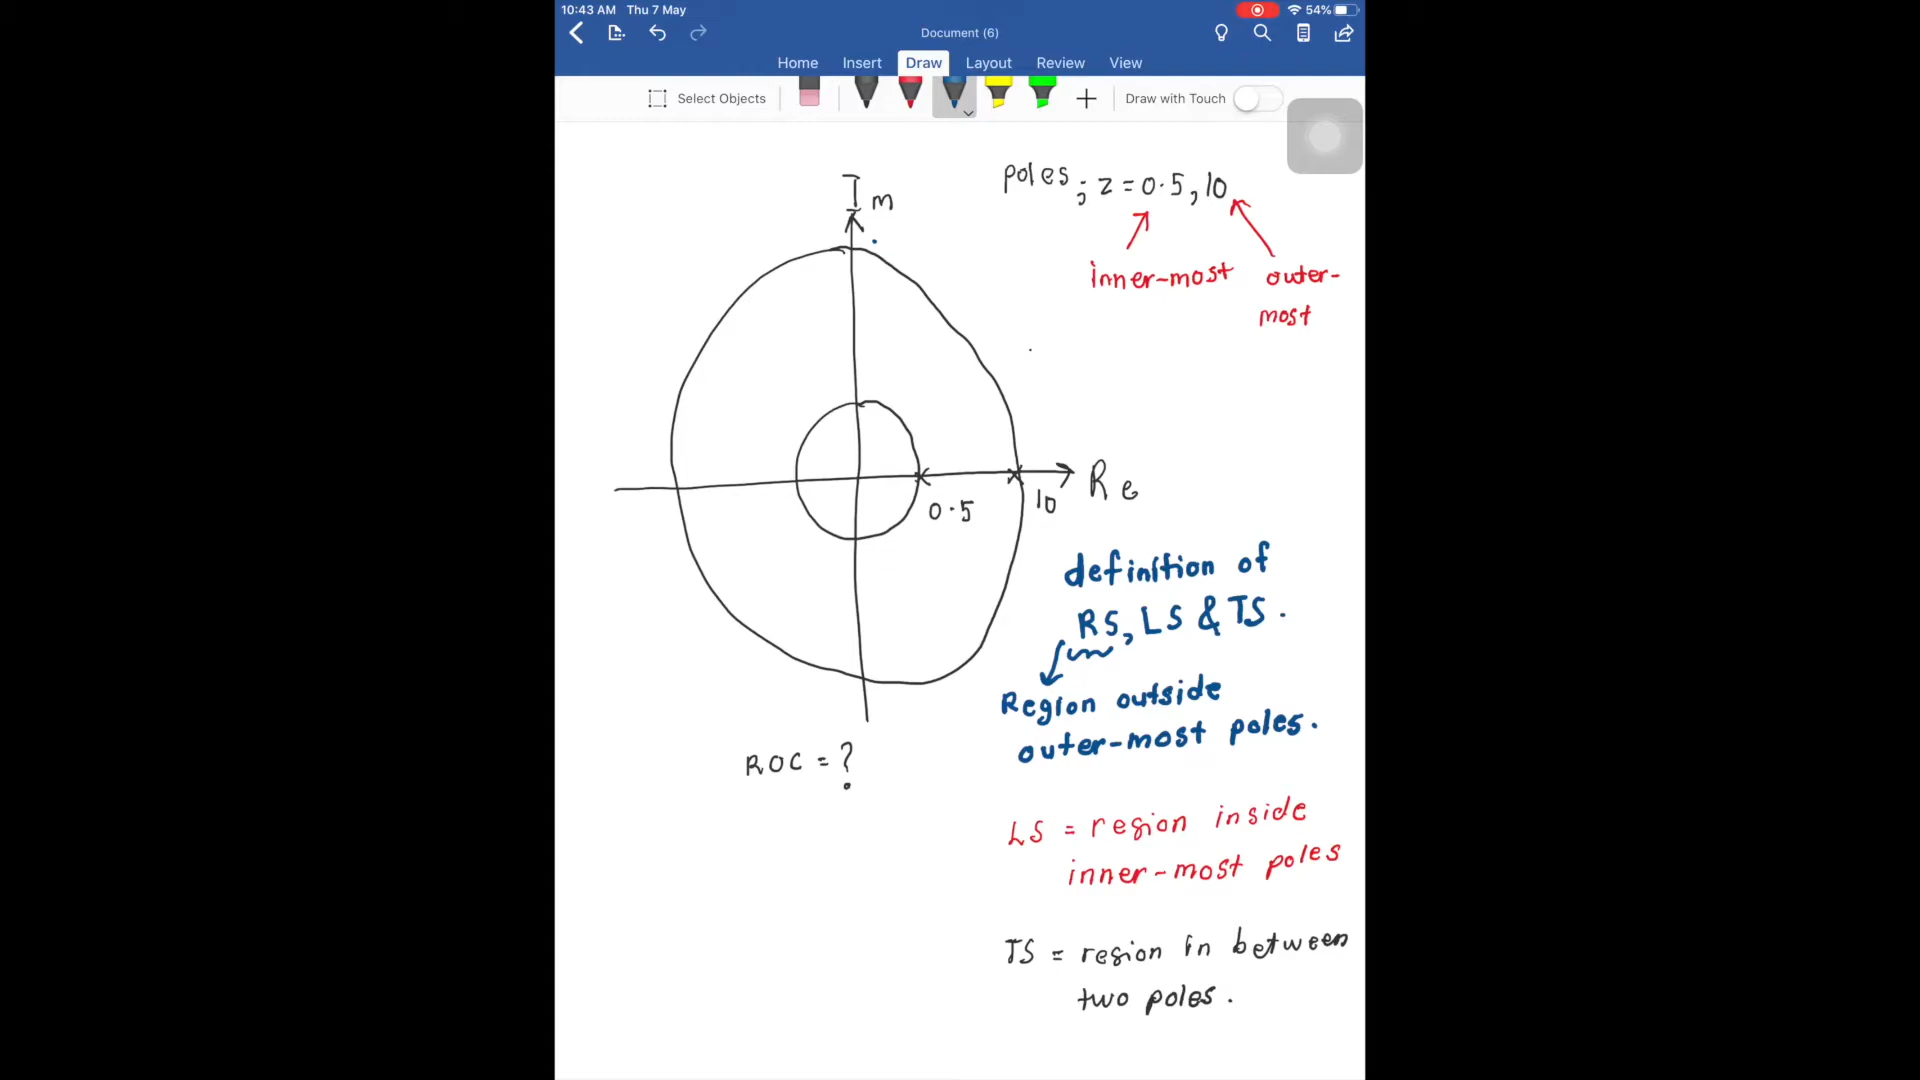 10:43 AM Thu 7 May
54%
Document (6)
Home Insert Draw Layout Review View
Select Objects
Draw with Touch
Im
poles ; z = 0.5, 10
inner-most
outer-
most
Re
0.5
10
definition of
RS, LS & TS.
Region outside
outer-most poles.
ROC = ?
LS = region inside
inner-most poles
TS = region in between
two poles.